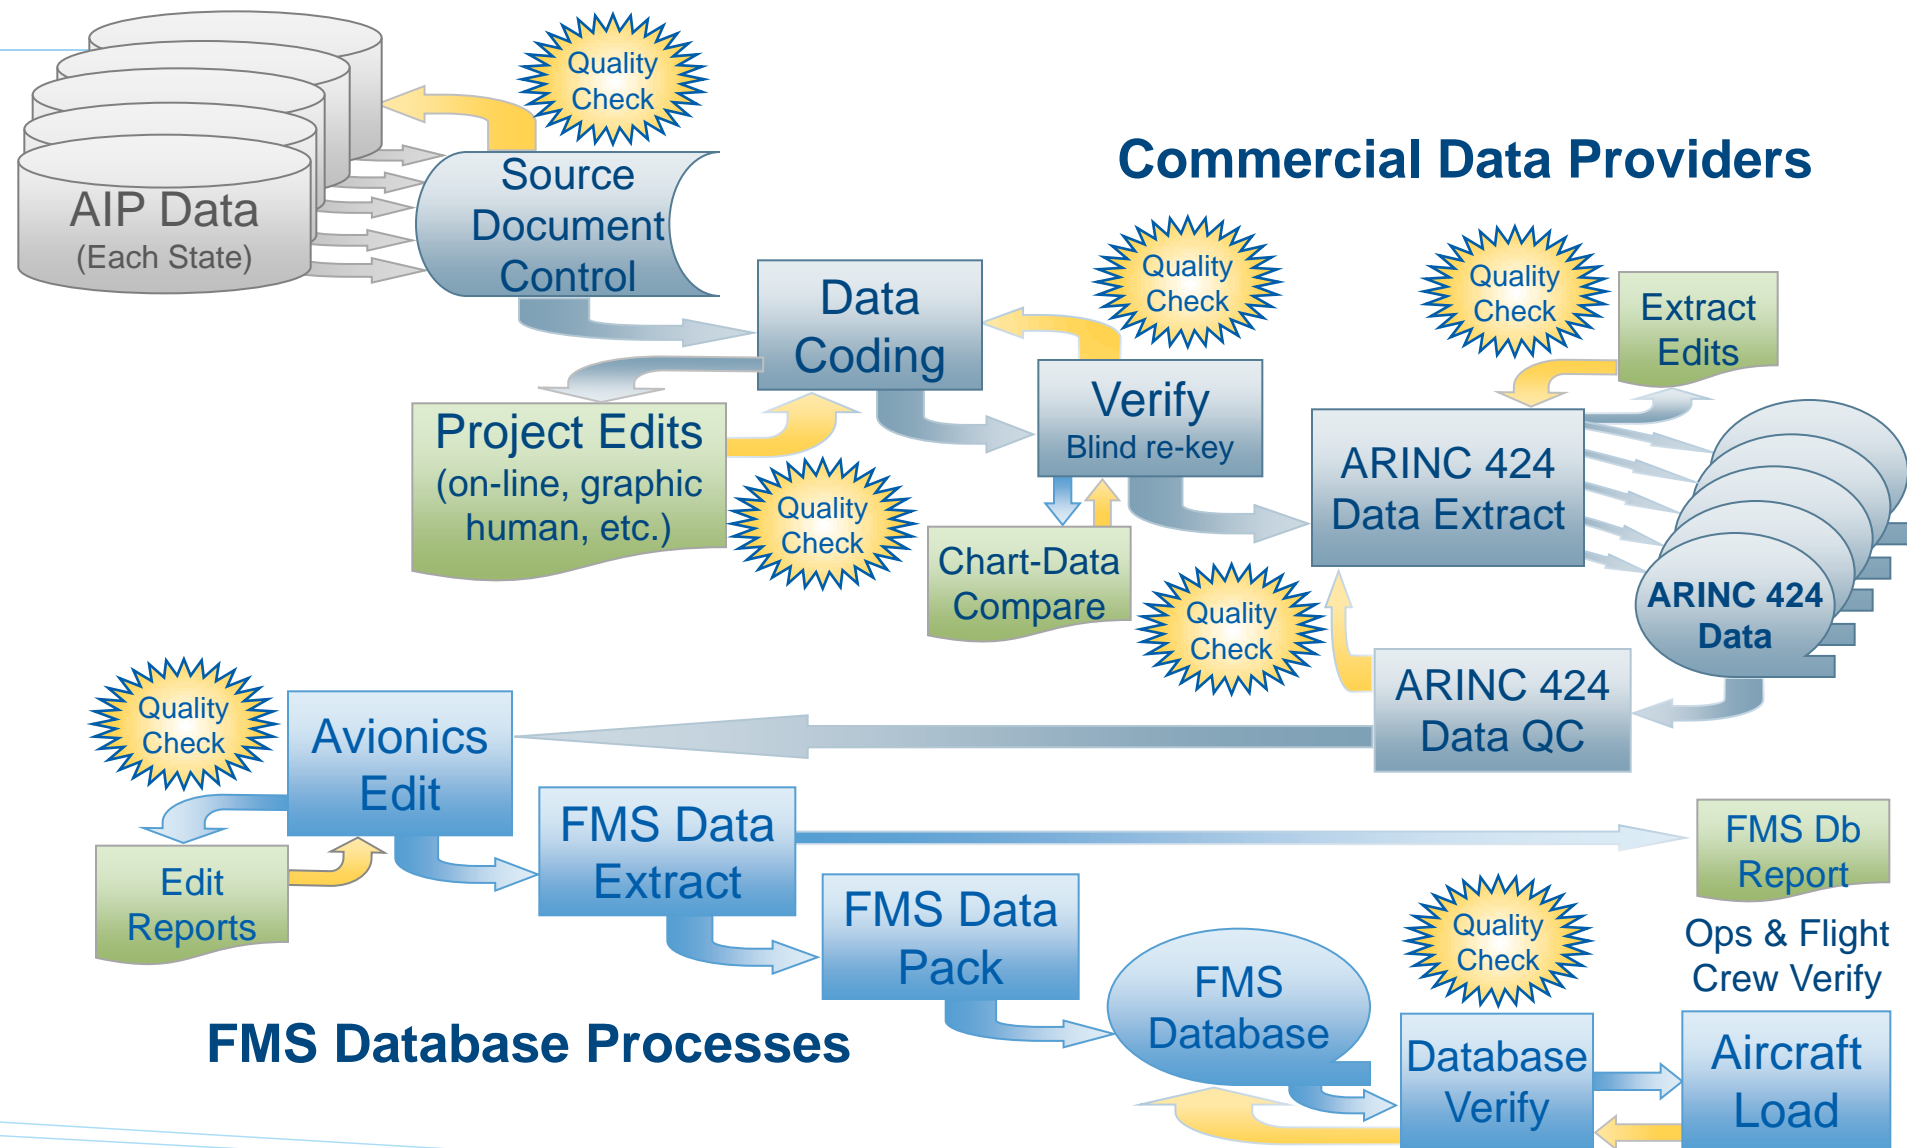 Quality
Check
Source
Document
Control
AIP Data
(Each State)
Commercial Data Providers
Data
Coding
Quality
Check
Quality
Check
Extract
Edits
Project Edits
(on-line, graphic
human, etc.)
Quality
Check
Verify
Blind re-key
ARINC 424
Data Extract
Chart-Data
Compare
Quality
Check
ARINC 424
Data
ARINC 424
Data QC
Quality
Check
Avionics
Edit
Edit
Reports
FMS Data
Extract
FMS Db
Report
FMS Data
Pack
Quality
Check
Ops & Flight
Crew Verify
FMS
Database
FMS Database Processes
Database
Verify
Aircraft
Load